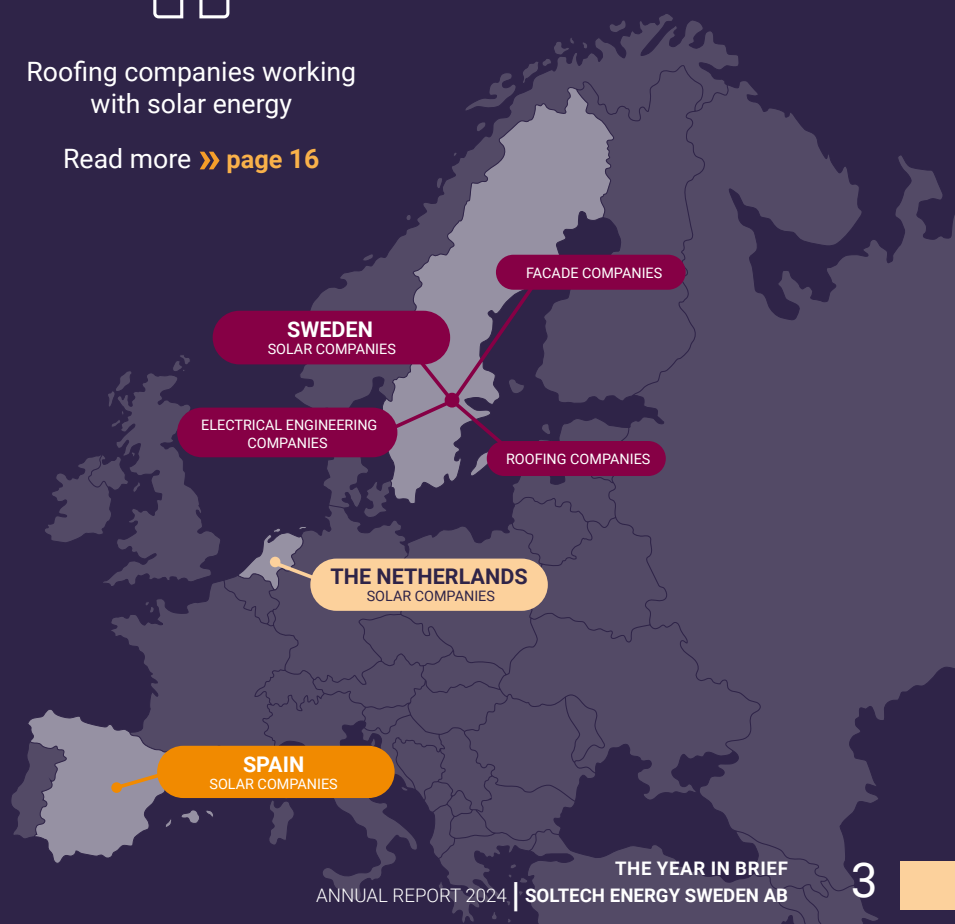 Roofing companies working
with solar energy
Read more » page 16
FACADE COMPANIES
SWEDEN
SOLAR COMPANIES
ELECTRICAL ENGINEERING
COMPANIES
ROOFING COMPANIES
THE NETHERLANDS
SOLAR COMPANIES
SPAIN
SOLAR COMPANIES
THE YEAR IN BRIEF
ANNUAL REPORT 2024 | SOLTECH ENERGY SWEDEN AB
3